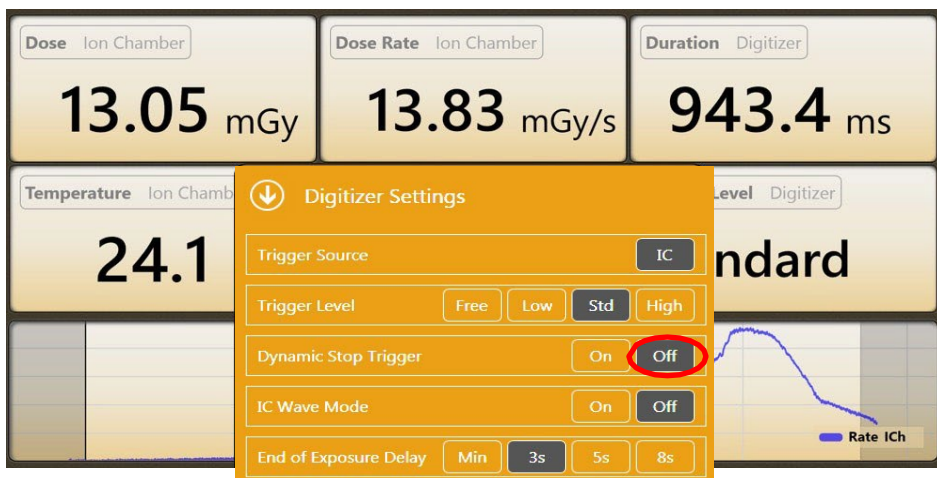 Dose Ion Chamber
Dose Rate Ion Chamber
Duration Digitizer
13.05 mGy
13.83 mGy/s
943.4 ms
Temperature Ion Chamb
Digitizer Settings
Level Digitizer
24.1
ndard
Trigger Source IC
Trigger Level Free Low Std High
Dynamic Stop Trigger On Off
IC Wave Mode On Off
End of Exposure Delay Min 3s 5s 8s
Rate ICh